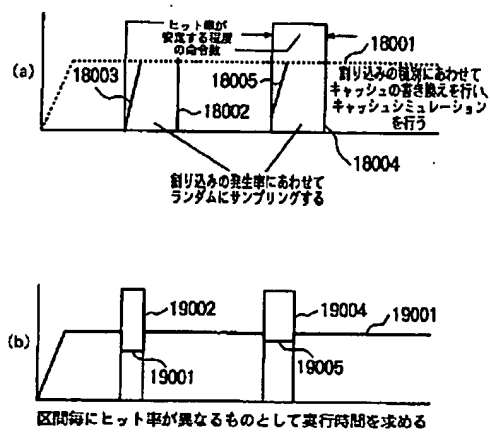 ヒット率が
安定する程度
の命令数
(a)
18001
18003
18005
18002
割り込みの種別にあわせて
キャッシュの書き換えを行い、
キャッシュシミュレーション
を行う
18004
割り込みの発生率にあわせて
ランダムにサンプリングする
(b)
19002
19004
19001
19001
19005
区間毎にヒット率が異なるものとして実行時間を求める